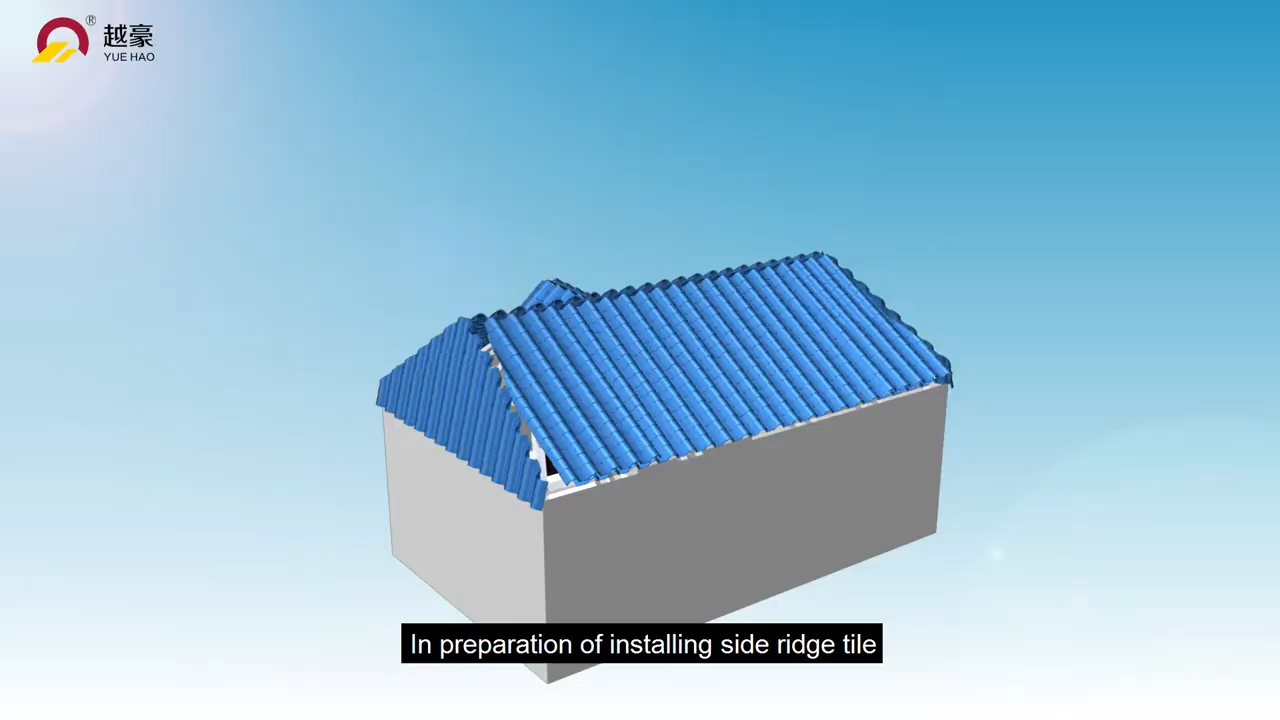 ®
越豪
YUE HAO
In preparation of installing side ridge tile